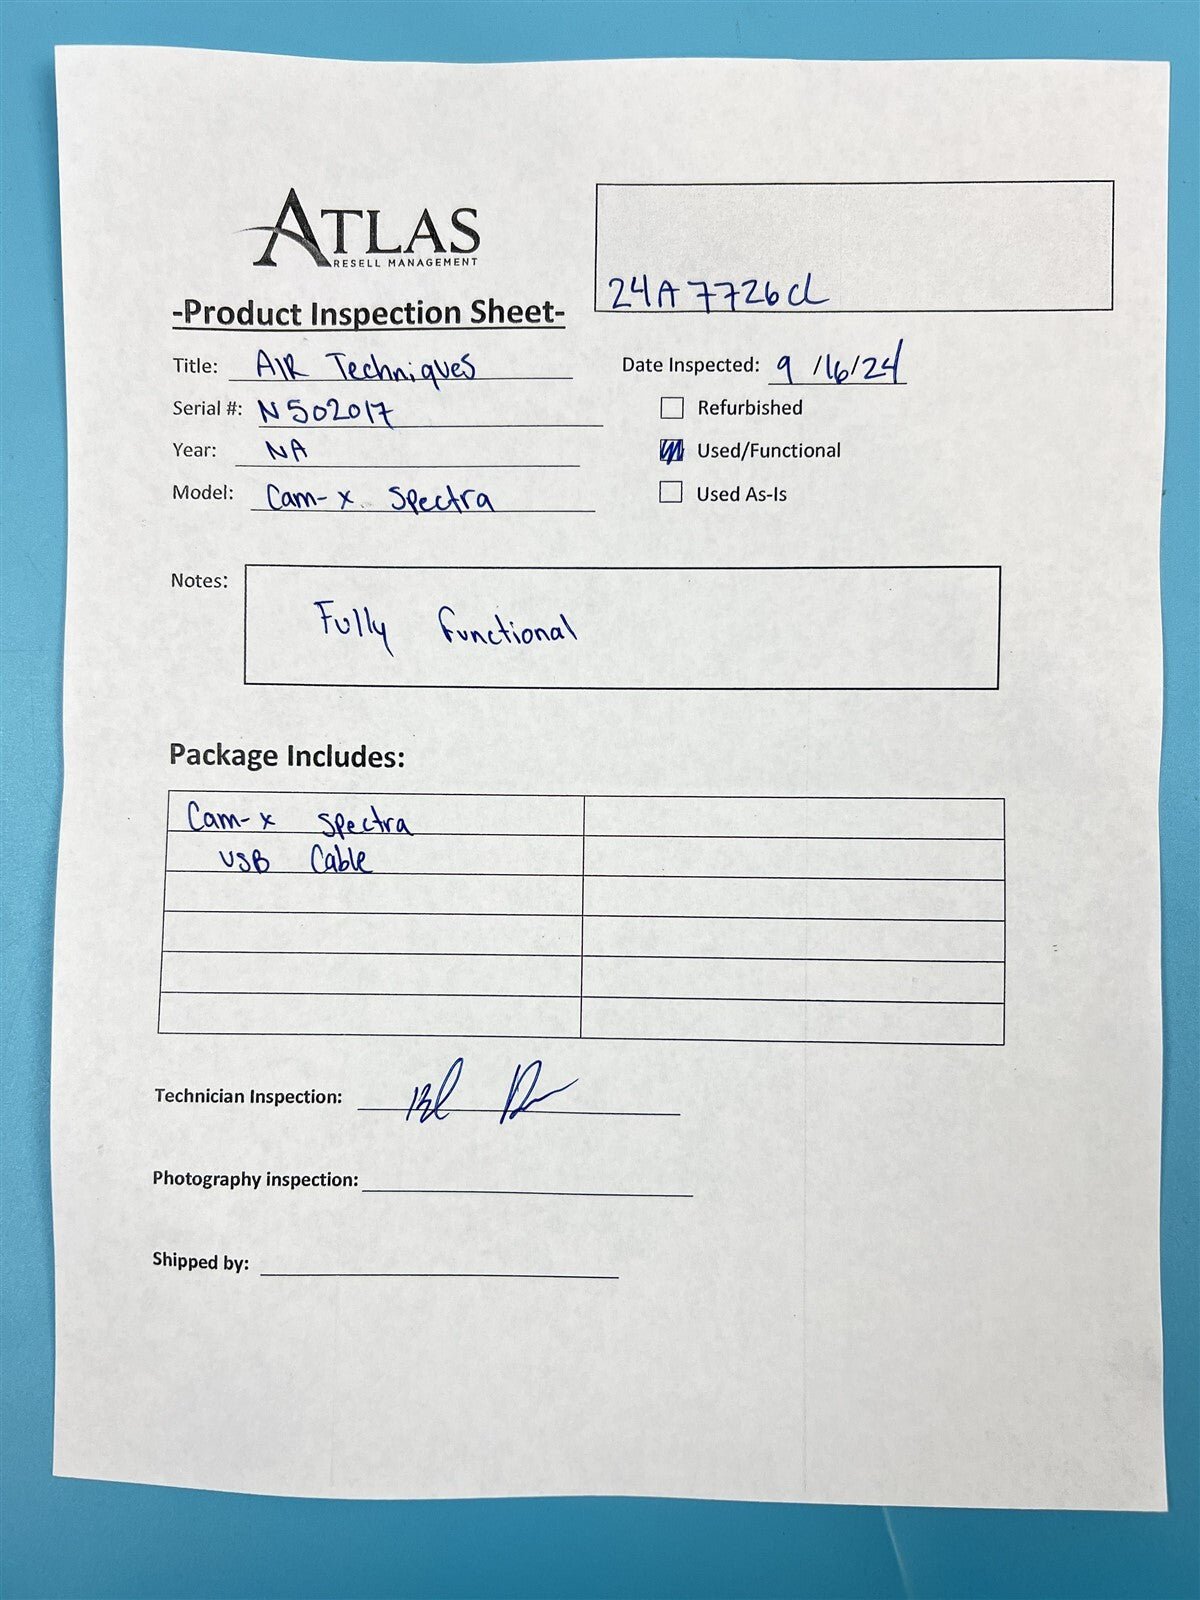 ATLAS
RESELL MANAGEMENT
24A7726CL
-Product Inspection Sheet-
Title: AIR Techniques
Date Inspected: 9/16/24
Serial #: N502017
Refurbished
Year: NA
Used/Functional
Model: Cam-x Spectra
Used As-Is
Notes: Fully functional
Package Includes:
Cam-x Spectra
USB Cable
Technician Inspection:
Photography inspection:
Shipped by: